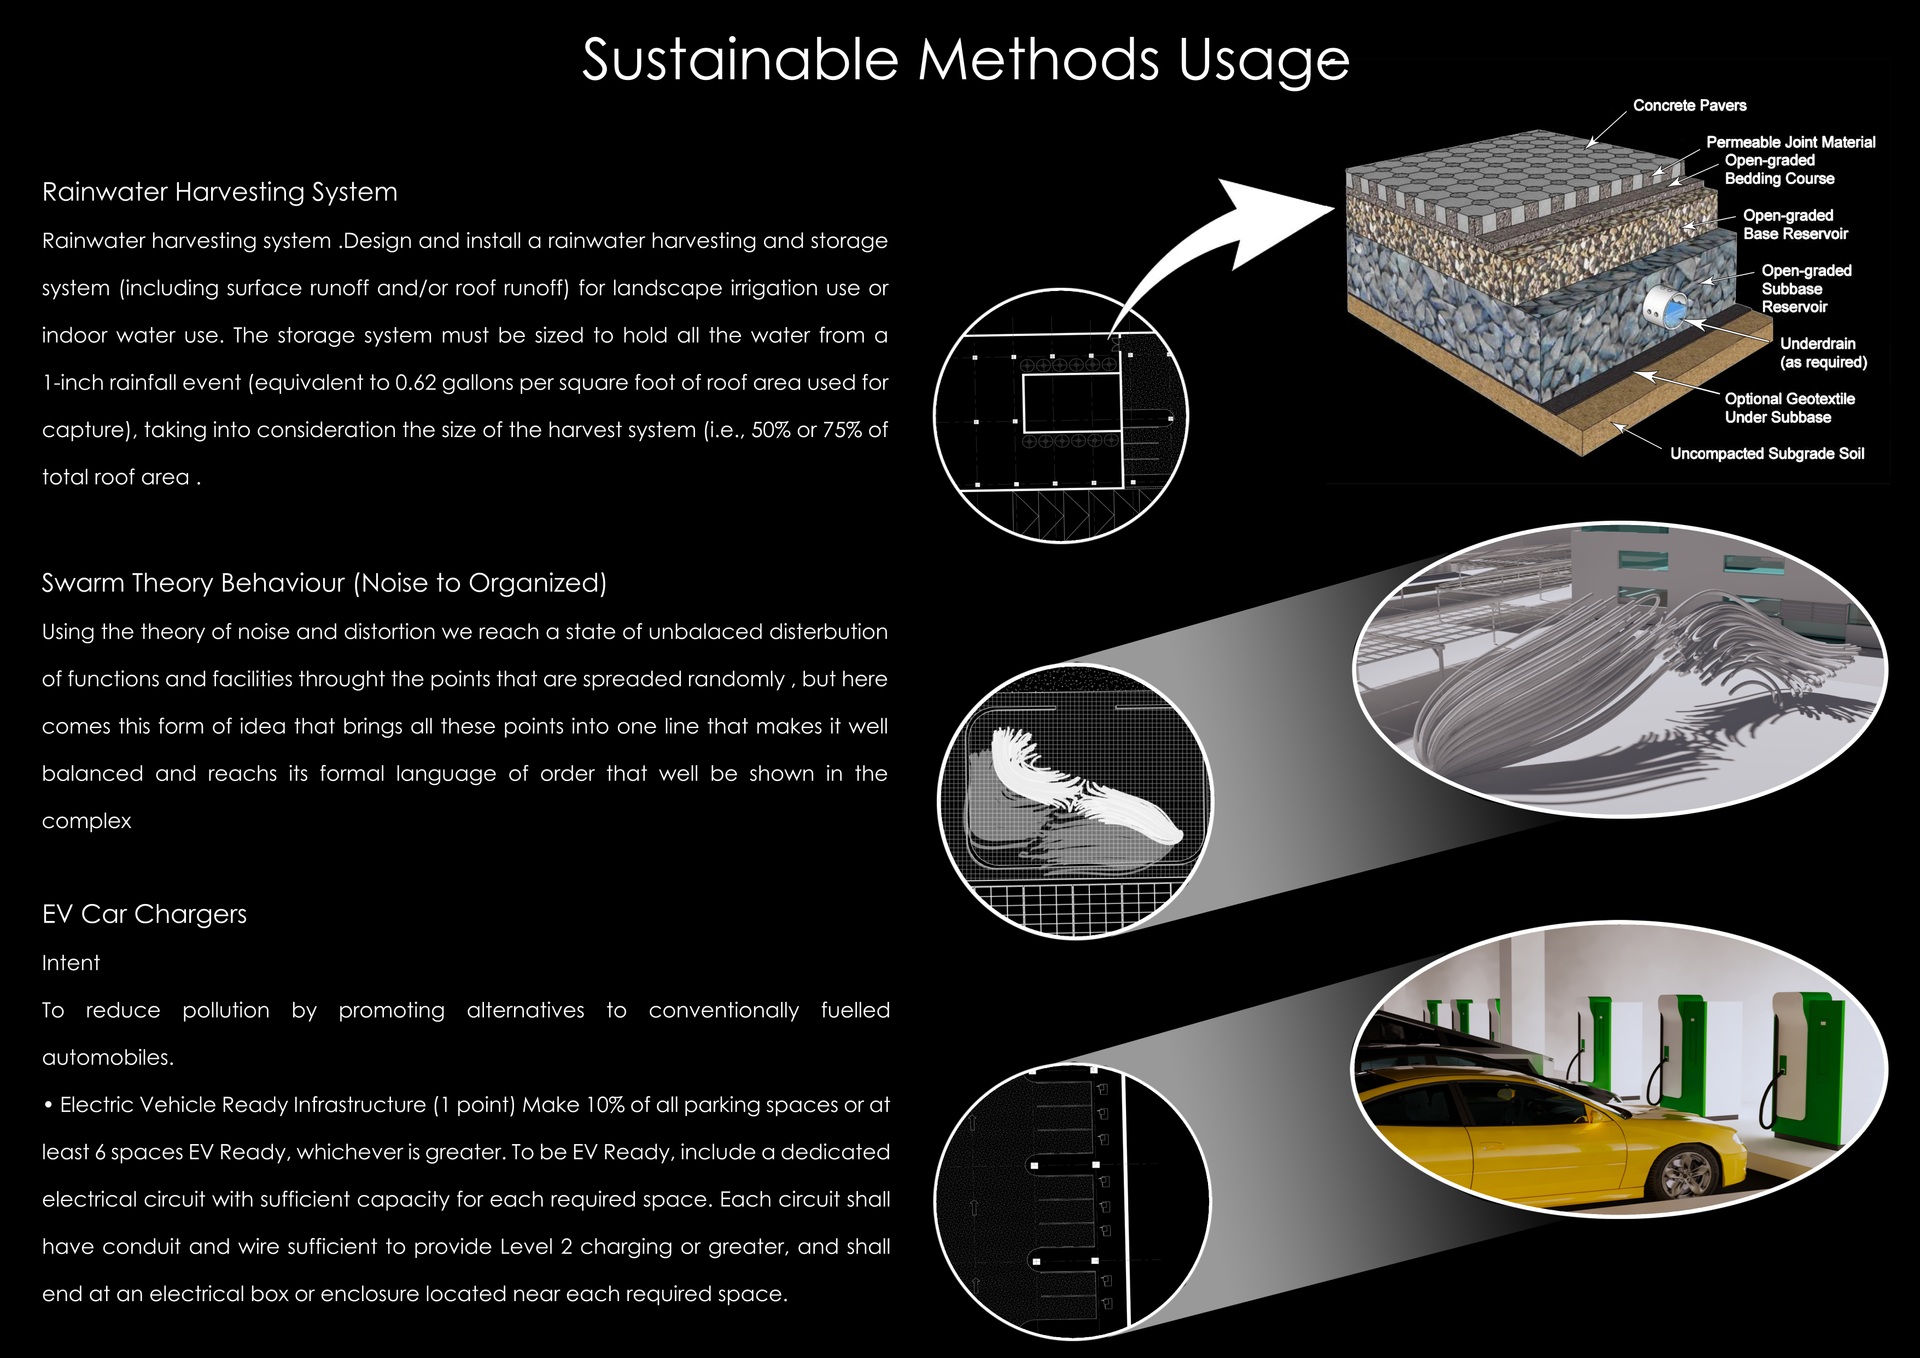 Sustainable Methods Usage
Rainwater Harvesting System
Rainwater harvesting system .Design and install a rainwater harvesting and storage
system (including surface runoff and/or roof runoff) for landscape irrigation use or
indoor water use. The storage system must be sized to hold all the water from a
1-inch rainfall event (equivalent to 0.62 gallons per square foot of roof area used for
capture), taking into consideration the size of the harvest system (i.e., 50% or 75% of
total roof area .
Swarm Theory Behaviour (Noise to Organized)
Using the theory of noise and distortion we reach a state of unbalaced disterbution
of functions and facilities throught the points that are spreaded randomly , but here
comes this form of idea that brings all these points into one line that makes it well
balanced and reachs its formal language of order that well be shown in the
complex
EV Car Chargers
Intent
To reduce pollution by promoting alternatives to conventionally fuelled
automobiles.
• Electric Vehicle Ready Infrastructure (1 point) Make 10% of all parking spaces or at
least 6 spaces EV Ready, whichever is greater. To be EV Ready, include a dedicated
electrical circuit with sufficient capacity for each required space. Each circuit shall
have conduit and wire sufficient to provide Level 2 charging or greater, and shall
end at an electrical box or enclosure located near each required space.
Concrete Pavers
Permeable Joint Material
Open-graded
Bedding Course
Open-graded
Base Reservoir
Open-graded
Subbase
Reservoir
Underdrain
(as required)
Optional Geotextile
Under Subbase
Uncompacted Subgrade Soil